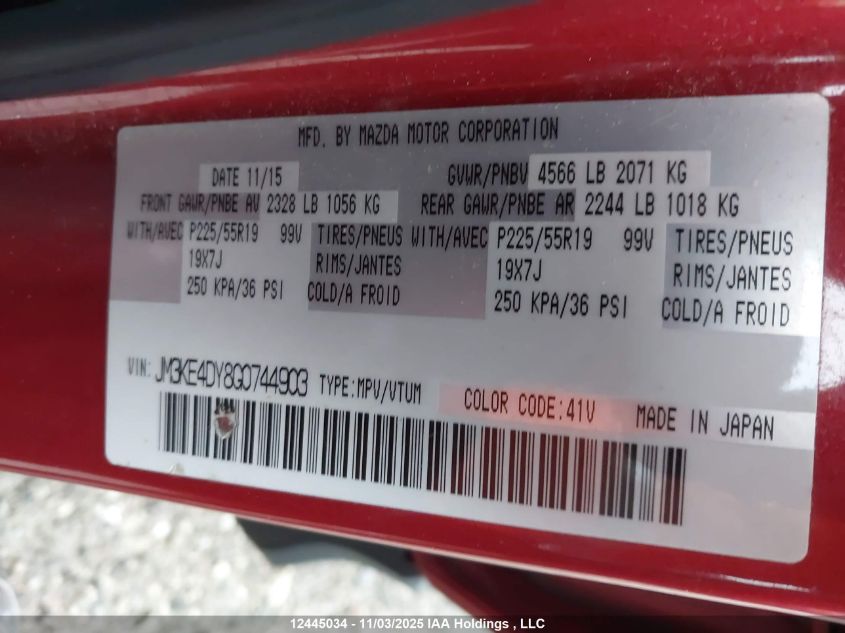 MFD. BY MAZDA MOTOR CORPORATION
DATE 11/15 GVWR/PNBV 4566 LB 2071 KG
FRONT GAWR/PNBE AV 2328 LB 1056 KG REAR GAWR/PNBE AR 2244 LB 1018 KG
WITH/AVEC P225/55R19 99V TIRES/PNEUS WITH/AVEC P225/55R19 99V TIRES/PNEUS
19X7J RIMS/JANTES 19X7J RIMS/JANTES
250 KPA/36 PSI COLD/A FROID 250 KPA/36 PSI COLD/A FROID
VIN: JM3KE4DY8G0744903 TYPE:MPV/VTUM COLOR CODE:41V MADE IN JAPAN
12445034 - 11/03/2025 IAA Holdings , LLC